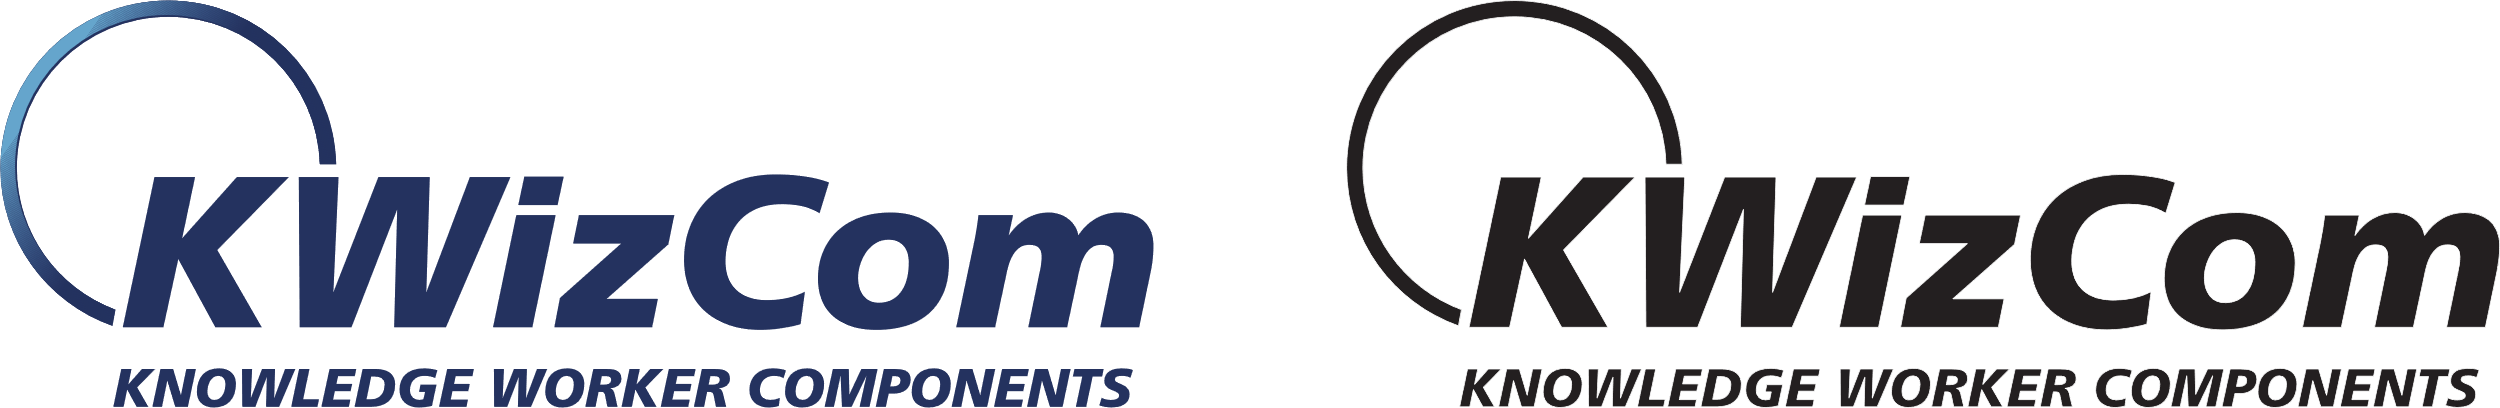 KWizCom
KNOWLEDGE WORKER COMPONENTS
KWizCom
KNOWLEDGE WORKER COMPONENTS